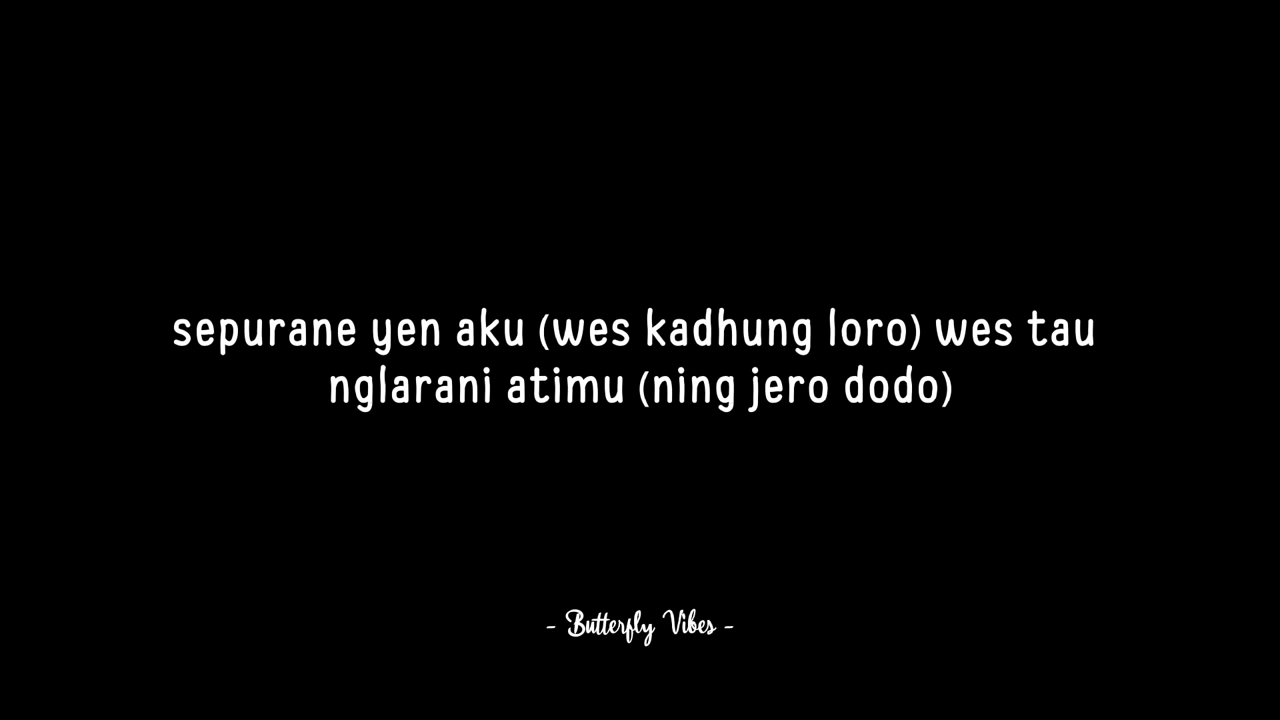 sepurane yen aku (wes kadhung loro) wes tau
nglarani atimu (ning jero dodo)
- Butterfly Vibes -